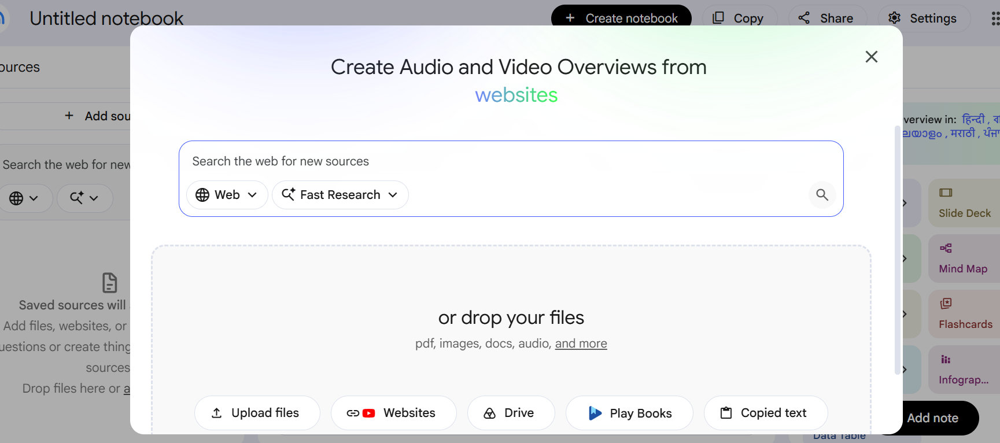 Untitled notebook
Create notebook
Copy
Share
Settings
ources
Add sou
Search the web for new
Saved sources will
Add files, websites, or
uestions or create thing
sources
Drop files here or a
Create Audio and Video Overviews from
websites
Search the web for new sources
Web
Fast Research
or drop your files
pdf, images, docs, audio, and more
Upload files
Websites
Drive
Play Books
Copied text
verview in: हिन्दी ,
ലയാളം , मराठी ,
Slide Deck
Mind Map
Flashcards
Infograp...
Add note
Data Table